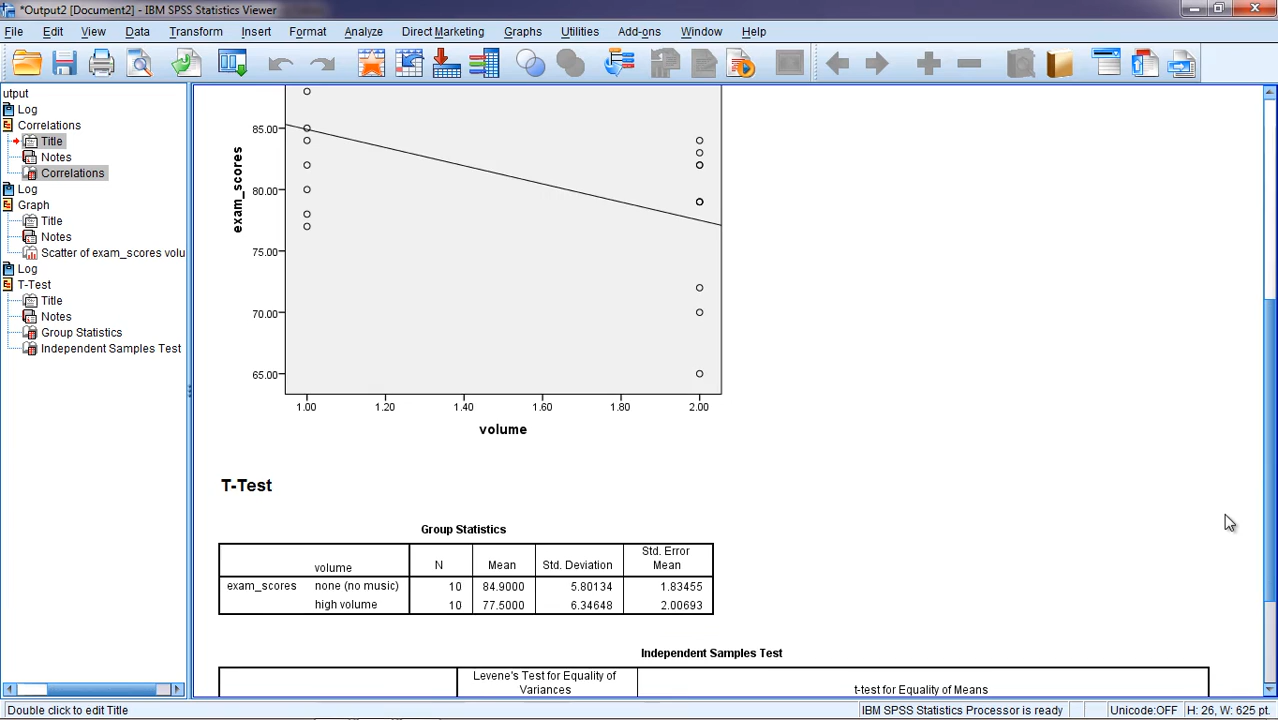 *Output2 [Document2] - IBM SPSS Statistics Viewer
File Edit View Data Transform Insert Format Analyze Direct Marketing Graphs Utilities Add-ons Window Help
utput
Log
Correlations
Title
Notes
Correlations
Log
Graph
Title
Notes
Scatter of exam_scores volu
Log
T-Test
Title
Notes
Group Statistics
Independent Samples Test
exam_scores
85.00
80.00
75.00
70.00
65.00
1.00 1.20 1.40 1.60 1.80 2.00
volume
T-Test
Group Statistics
volume N Mean Std. Deviation Std. Error Mean
exam_scores none (no music) 10 84.9000 5.80134 1.83455
high volume 10 77.5000 6.34648 2.00693
Independent Samples Test
Levene's Test for Equality of
Variances
t-test for Equality of Means
Double click to edit Title IBM SPSS Statistics Processor is ready Unicode:OFF H: 26, W: 625 pt.